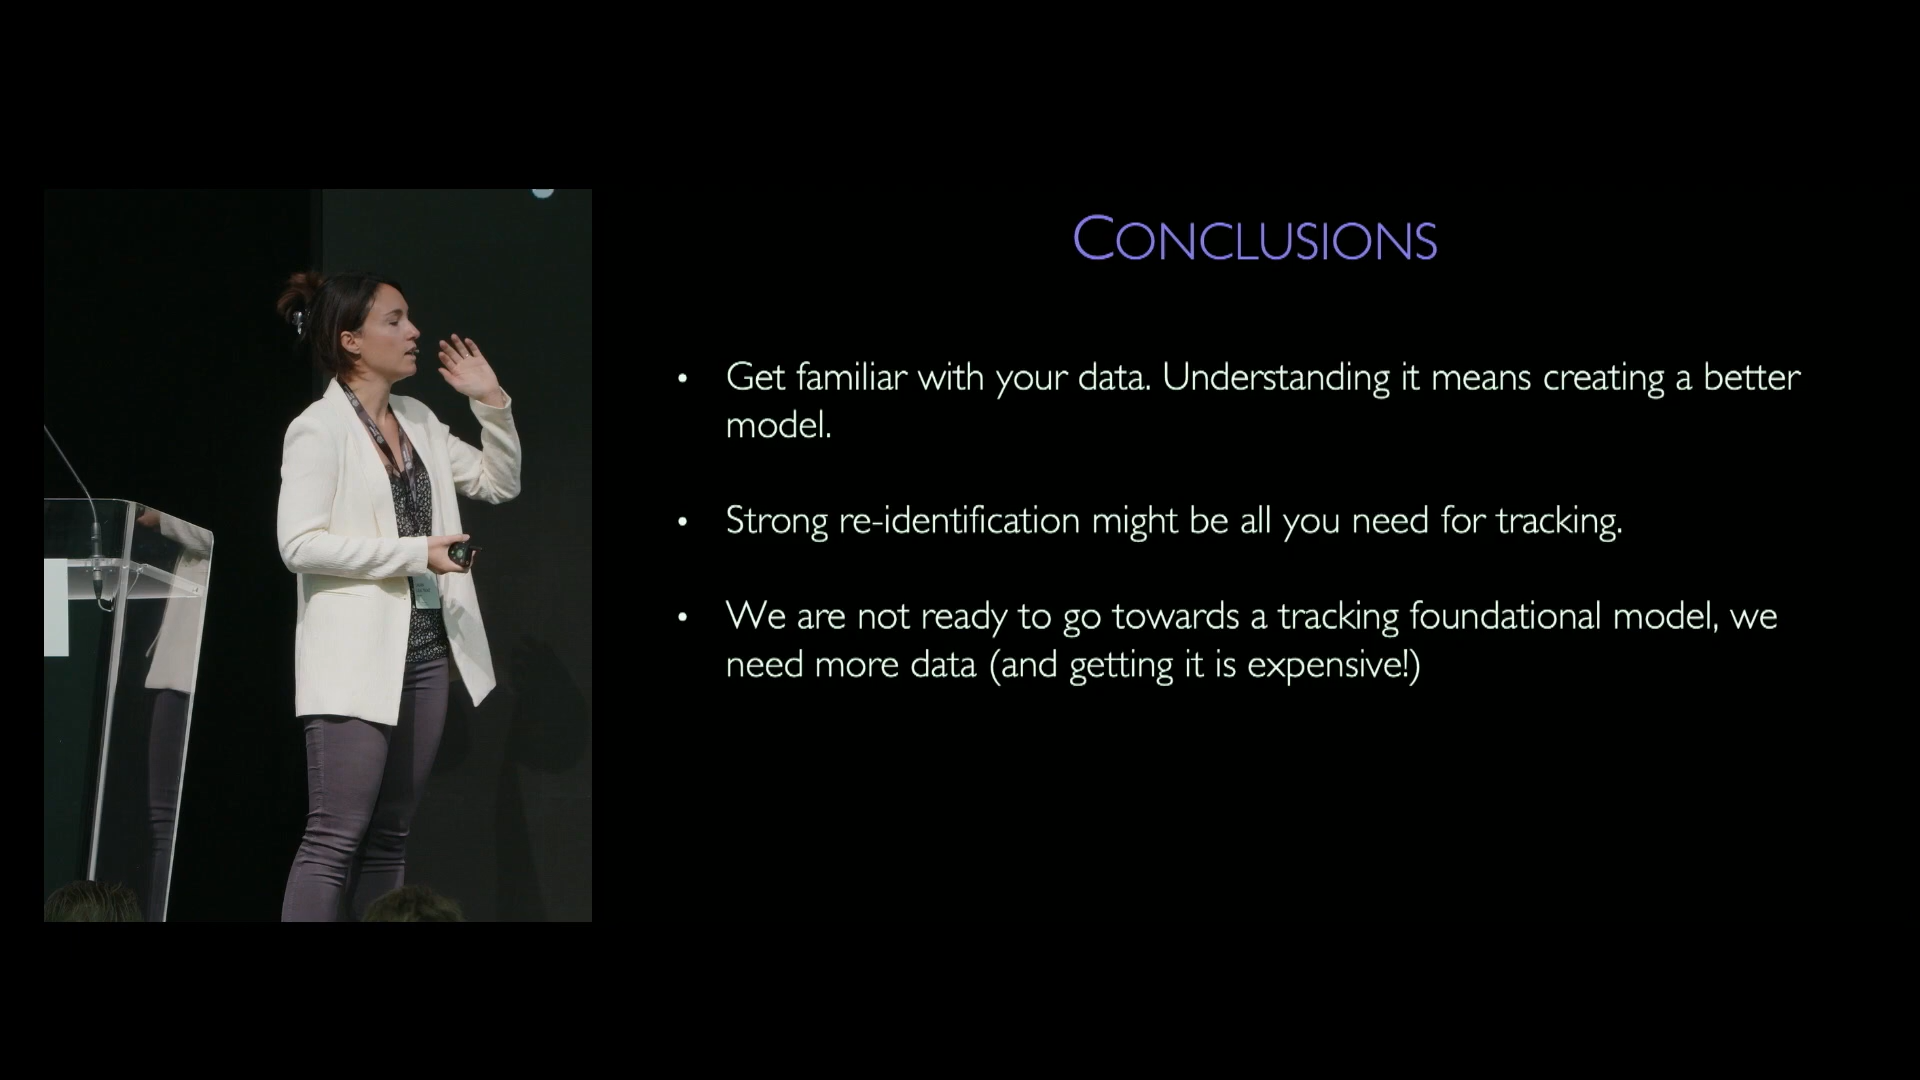 CONCLUSIONS
• Get familiar with your data. Understanding it means creating a better
model.
• Strong re-identification might be all you need for tracking.
• We are not ready to go towards a tracking foundational model, we
need more data (and getting it is expensive!)